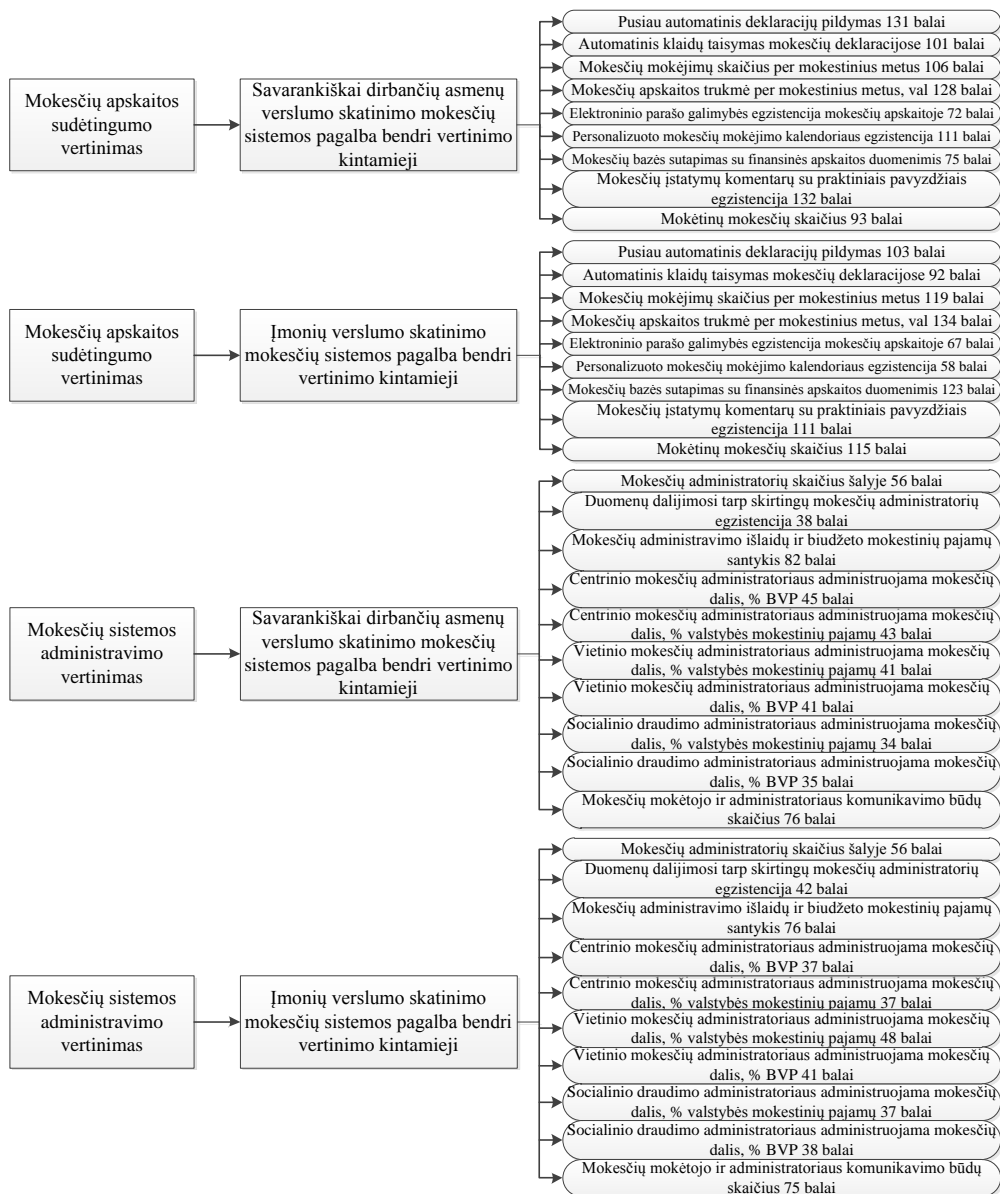 Mokesčių apskaitos
sudėtingumo
vertinimas
Savarankiškai dirbančių asmenų
verslumo skatinimo mokesčių
sistemos pagalba bendri vertinimo
kintamieji
Pusiau automatinis deklaracijų pildymas 131 balai
Automatinis klaidų taisymas mokesčių deklaracijose 101 balai
Mokesčių mokėjimų skaičius per mokestinius metus 106 balai
Mokesčių apskaitos trukmė per mokestinius metus, val 128 balai
Elektroninio parašo galimybės egzistencija mokesčių apskaitoje 72 balai
Personalizuoto mokesčių mokėjimo kalendoriaus egzistencija 111 balai
Mokesčių bazės sutapimas su finansinės apskaitos duomenimis 75 balai
Mokesčių įstatymų komentarų su praktiniais pavyzdžiais
egzistencija 132 balai
Mokėtinų mokesčių skaičius 93 balai
Mokesčių apskaitos
sudėtingumo
vertinimas
Įmonių verslumo skatinimo
mokesčių sistemos pagalba bendri
vertinimo kintamieji
Pusiau automatinis deklaracijų pildymas 103 balai
Automatinis klaidų taisymas mokesčių deklaracijose 92 balai
Mokesčių mokėjimų skaičius per mokestinius metus 119 balai
Mokesčių apskaitos trukmė per mokestinius metus, val 134 balai
Elektroninio parašo galimybės egzistencija mokesčių apskaitoje 67 balai
Personalizuoto mokesčių mokėjimo kalendoriaus egzistencija 58 balai
Mokesčių bazės sutapimas su finansinės apskaitos duomenimis 123 balai
Mokesčių įstatymų komentarų su praktiniais pavyzdžiais
egzistencija 111 balai
Mokėtinų mokesčių skaičius 115 balai
Mokesčių sistemos
administravimo
vertinimas
Savarankiškai dirbančių asmenų
verslumo skatinimo mokesčių
sistemos pagalba bendri vertinimo
kintamieji
Mokesčių administratorių skaičius šalyje 56 balai
Duomenų dalijimosi tarp skirtingų mokesčių administratorių
egzistencija 38 balai
Mokesčių administravimo išlaidų ir biudžeto mokestinių pajamų
santykis 82 balai
Centrinio mokesčių administratoriaus administruojama mokesčių
dalis, % BVP 45 balai
Centrinio mokesčių administratoriaus administruojama mokesčių
dalis, % valstybės mokestinių pajamų 43 balai
Vietinio mokesčių administratoriaus administruojama mokesčių
dalis, % valstybės mokestinių pajamų 41 balai
Vietinio mokesčių administratoriaus administruojama mokesčių
dalis, % BVP 41 balai
Socialinio draudimo administratoriaus administruojama mokesčių
dalis, % valstybės mokestinių pajamų 34 balai
Socialinio draudimo administratoriaus administruojama mokesčių
dalis, % BVP 35 balai
Mokesčių mokėtojo ir administratoriaus komunikavimo būdų
skaičius 76 balai
Mokesčių sistemos
administravimo
vertinimas
Įmonių verslumo skatinimo
mokesčių sistemos pagalba bendri
vertinimo kintamieji
Mokesčių administratorių skaičius šalyje 56 balai
Duomenų dalijimosi tarp skirtingų mokesčių administratorių
egzistencija 42 balai
Mokesčių administravimo išlaidų ir biudžeto mokestinių pajamų
santykis 76 balai
Centrinio mokesčių administratoriaus administruojama mokesčių
dalis, % BVP 37 balai
Centrinio mokesčių administratoriaus administruojama mokesčių
dalis, % valstybės mokestinių pajamų 37 balai
Vietinio mokesčių administratoriaus administruojama mokesčių
dalis, % valstybės mokestinių pajamų 48 balai
Vietinio mokesčių administratoriaus administruojama mokesčių
dalis, % BVP 41 balai
Socialinio draudimo administratoriaus administruojama mokesčių
dalis, % valstybės mokestinių pajamų 37 balai
Socialinio draudimo administratoriaus administruojama mokesčių
dalis, % BVP 38 balai
Mokesčių mokėtojo ir administratoriaus komunikavimo būdų
skaičius 75 balai